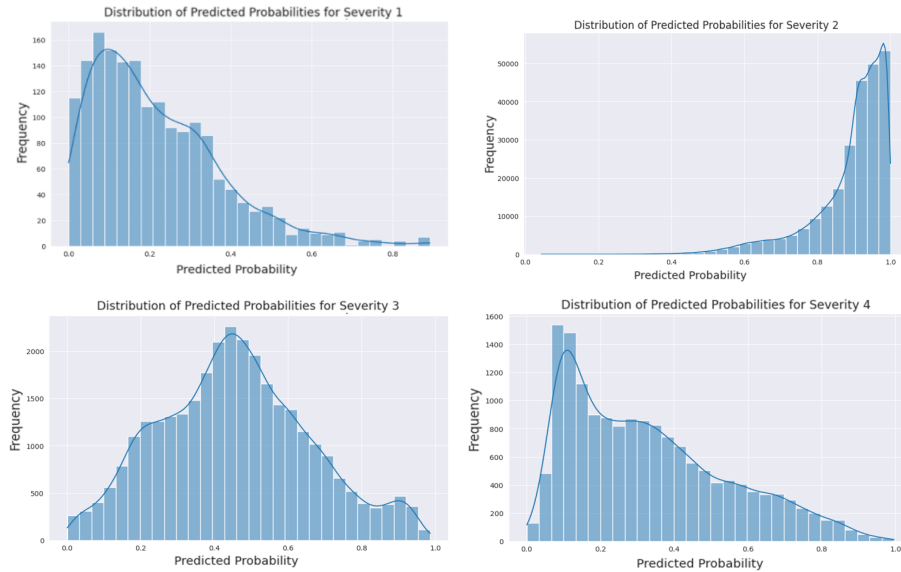 Distribution of Predicted Probabilities for Severity 1
160
140
120
100
80
60
40
20
0
Frequency
0.0 0.2 0.4 0.6 0.8
Predicted Probability
Distribution of Predicted Probabilities for Severity 2
50000
40000
30000
20000
10000
0
Frequency
0.0 0.2 0.4 0.6 0.8 1.0
Predicted Probability
Distribution of Predicted Probabilities for Severity 3
2000
1500
1000
500
0
Frequency
0.0 0.2 0.4 0.6 0.8 1.0
Predicted Probability
Distribution of Predicted Probabilities for Severity 4
1600
1400
1200
1000
800
600
400
200
0
Frequency
0.0 0.2 0.4 0.6 0.8 1.0
Predicted Probability